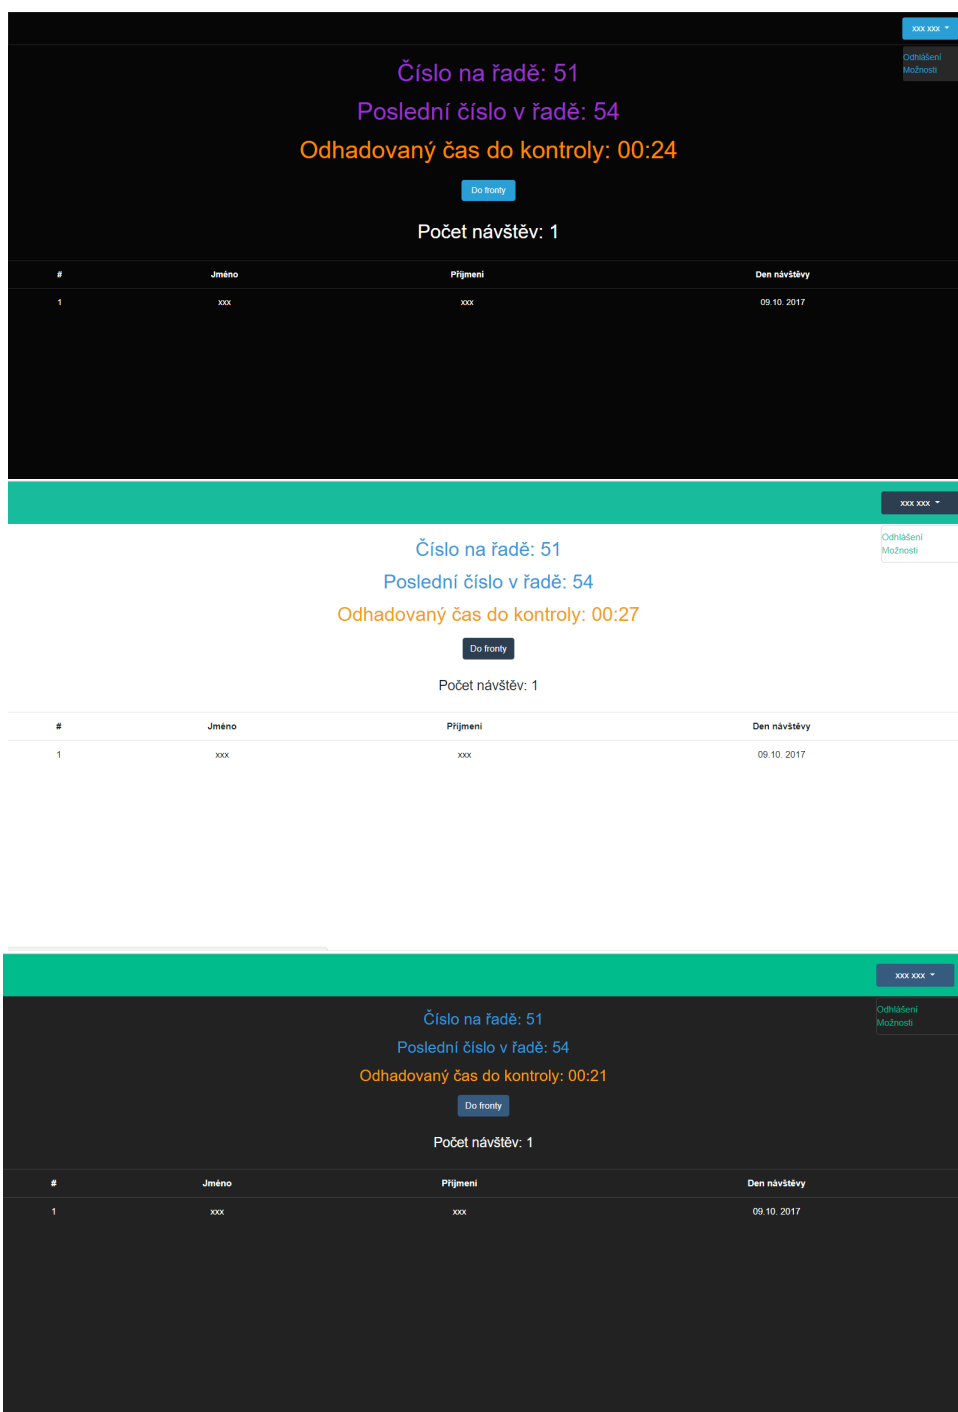 xxx xxx
Odhlášení
Možnosti
Číslo na řadě: 51
Poslední číslo v řadě: 54
Odhadovaný čas do kontroly: 00:24
Do fronty
Počet návštěv: 1
# Jméno Příjmení Den návštěvy
1 xxx xxx 09.10. 2017
xxx xxx
Odhlášení
Možnosti
Číslo na řadě: 51
Poslední číslo v řadě: 54
Odhadovaný čas do kontroly: 00:27
Do fronty
Počet návštěv: 1
# Jméno Příjmení Den návštěvy
1 xxx xxx 09.10. 2017
xxx xxx
Odhlášení
Možnosti
Číslo na řadě: 51
Poslední číslo v řadě: 54
Odhadovaný čas do kontroly: 00:21
Do fronty
Počet návštěv: 1
# Jméno Příjmení Den návštěvy
1 xxx xxx 09.10. 2017